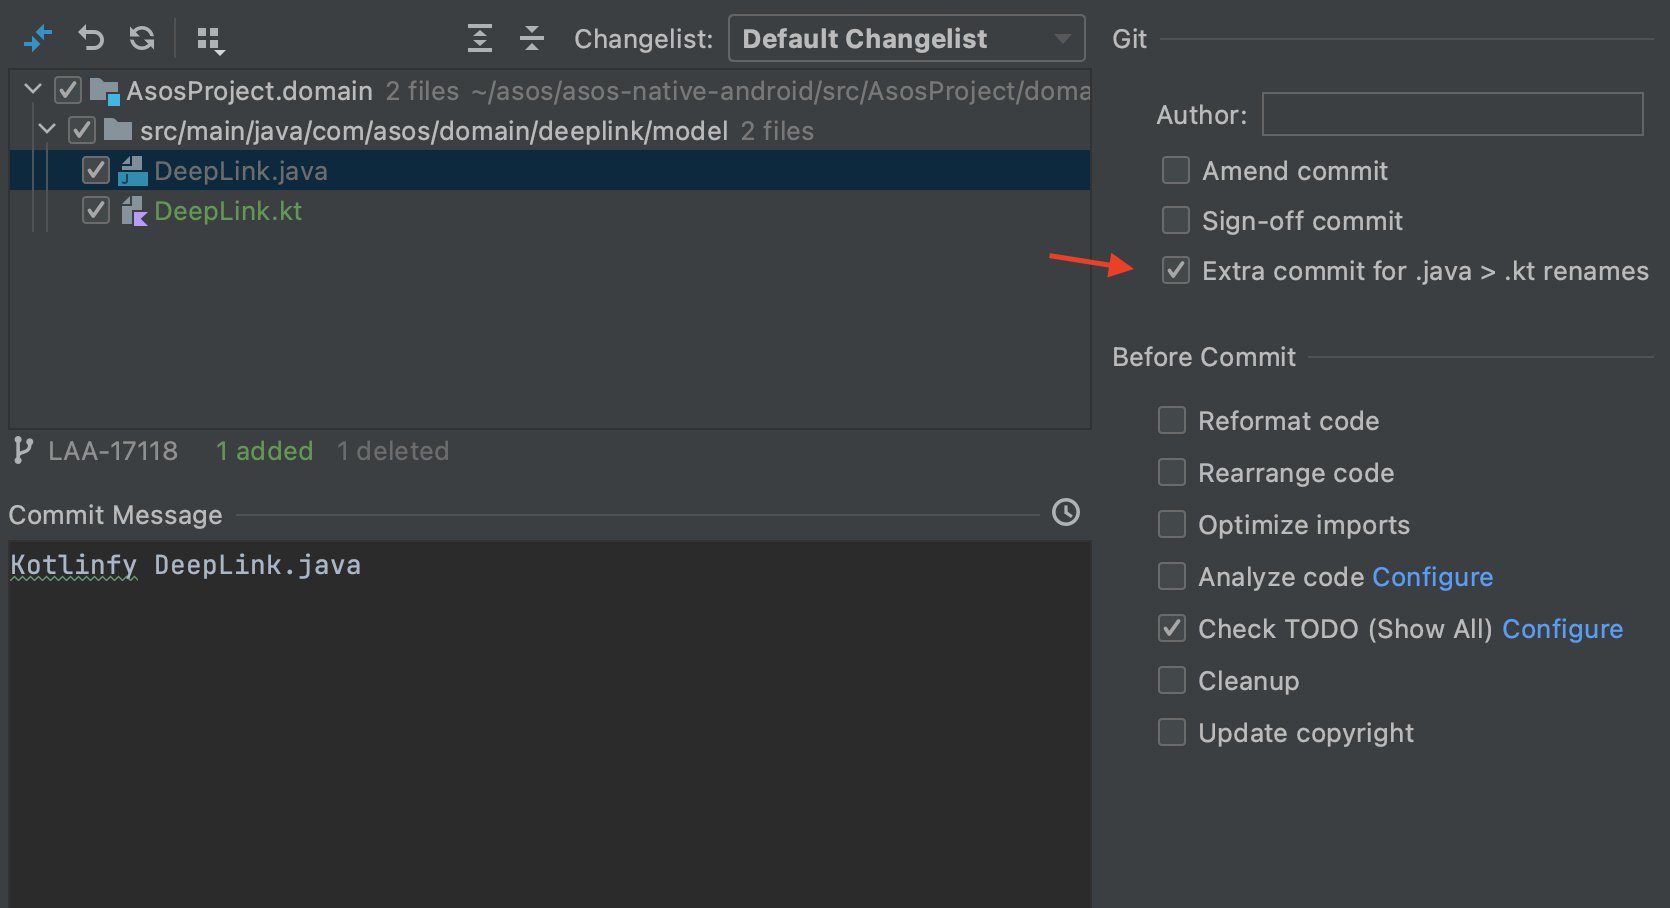 Changelist: Default Changelist
AsosProject.domain 2 files ~/asos/asos-native-android/src/AsosProject/doma
src/main/java/com/asos/domain/deeplink/model 2 files
DeepLink.java
DeepLink.kt
LAA-17118 1 added 1 deleted
Commit Message
Kotlinfy DeepLink.java
Git
Author:
Amend commit
Sign-off commit
Extra commit for .java > .kt renames
Before Commit
Reformat code
Rearrange code
Optimize imports
Analyze code Configure
Check TODO (Show All) Configure
Cleanup
Update copyright